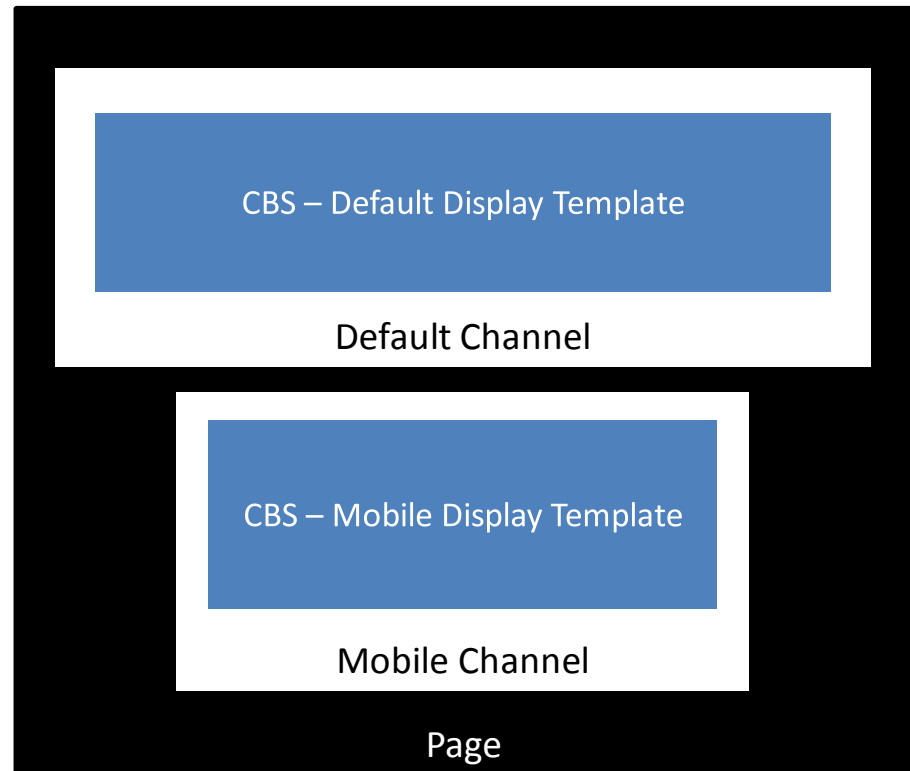 CBS – Default Display Template
Default Channel
CBS – Mobile Display Template
Mobile Channel
Page